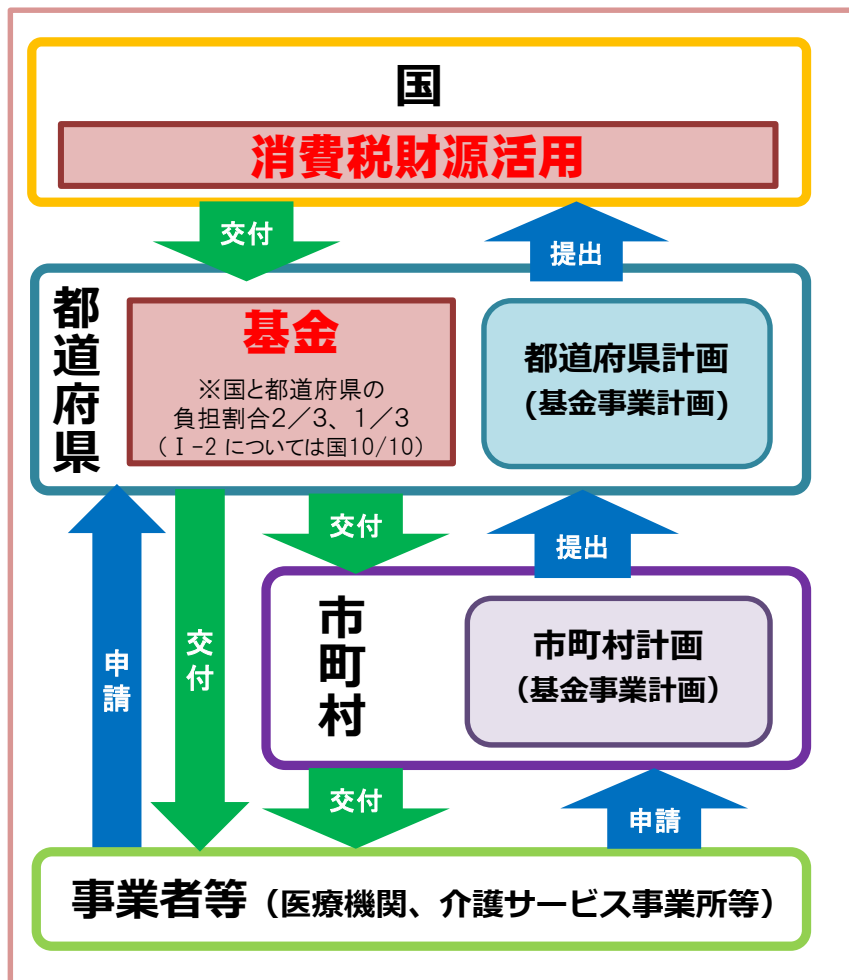 国
消費税財源活用
交付
提出
都道府県
基金
※国と都道府県の
負担割合2／3、1／3
(Ⅰ-2 については国10/10)
都道府県計画
(基金事業計画)
交付
提出
申請
交付
市町村
市町村計画
(基金事業計画)
交付
申請
事業者等（医療機関、介護サービス事業所等）